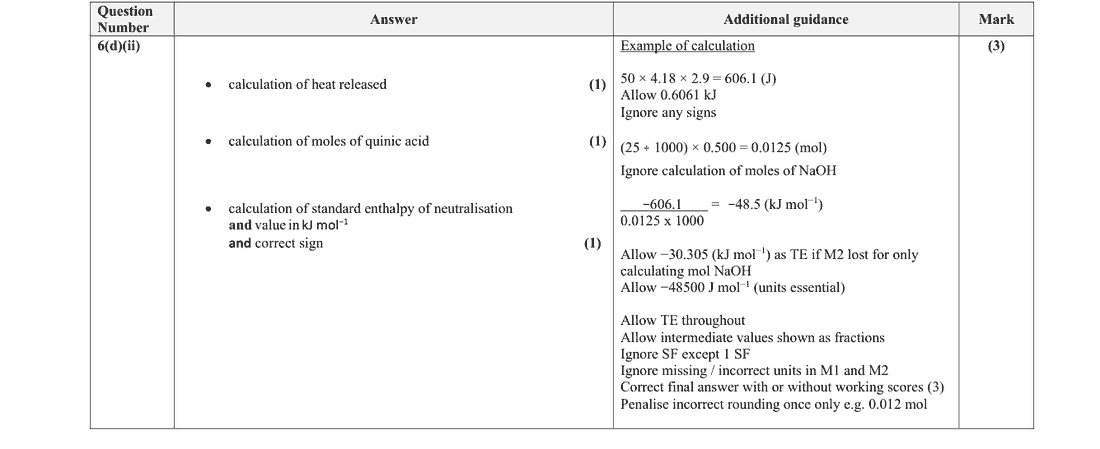 Question Number
Answer
Additional guidance
Mark
6(d)(ii)
• calculation of heat released (1)
• calculation of moles of quinic acid (1)
• calculation of standard enthalpy of neutralisation
and value in kJ mol⁻¹
and correct sign (1)
Example of calculation
50 × 4.18 × 2.9 = 606.1 (J)
Allow 0.6061 kJ
Ignore any signs
(25 ÷ 1000) × 0.500 = 0.0125 (mol)
Ignore calculation of moles of NaOH
−606.1 = −48.5 (kJ mol⁻¹)
0.0125 x 1000
Allow −30.305 (kJ mol⁻¹) as TE if M2 lost for only
calculating mol NaOH
Allow −48500 J mol⁻¹ (units essential)
Allow TE throughout
Allow intermediate values shown as fractions
Ignore SF except 1 SF
Ignore missing / incorrect units in M1 and M2
Correct final answer with or without working scores (3)
Penalise incorrect rounding once only e.g. 0.012 mol
(3)